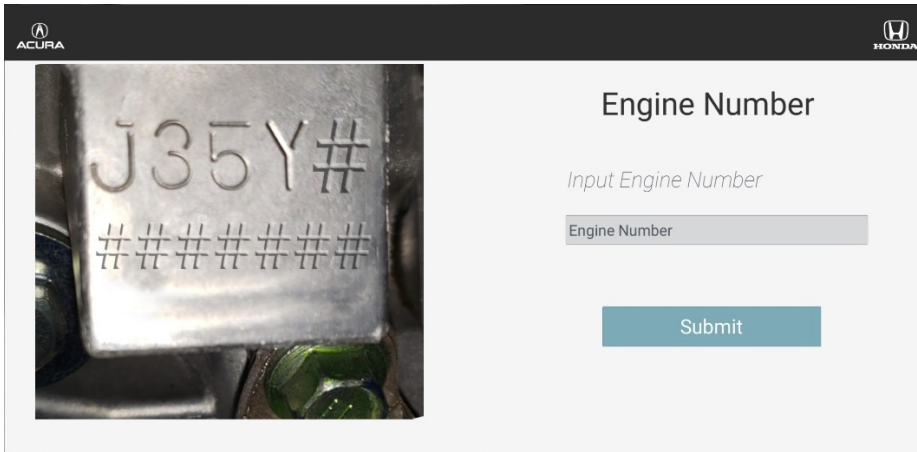 ACURA
HONDA
J35Y#
#######
Engine Number
Input Engine Number
Engine Number
Submit